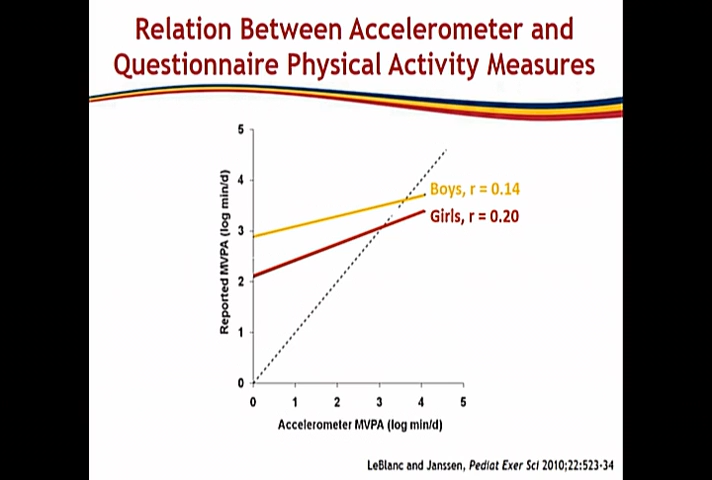 Relation Between Accelerometer and
Questionnaire Physical Activity Measures
5
4
3
2
1
0
Reported MVPA (log min/d)
Boys, r = 0.14
Girls, r = 0.20
0 1 2 3 4 5
Accelerometer MVPA (log min/d)
LeBlanc and Janssen, Pediat Exer Sci 2010;22:523-34